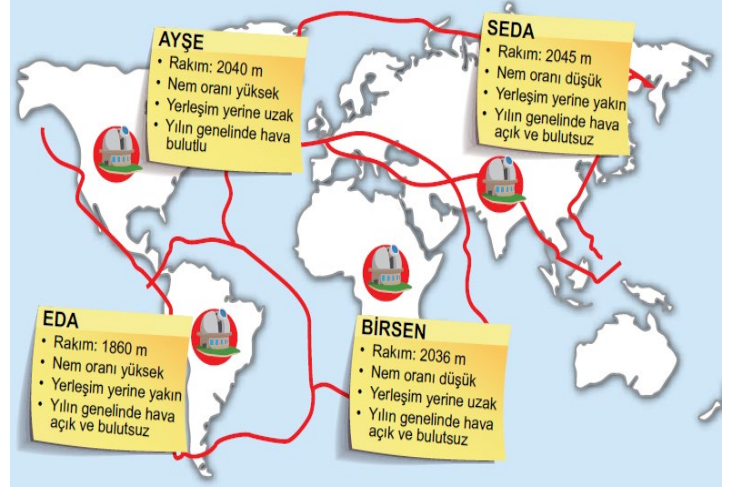 AYŞE
• Rakım: 2040 m
• Nem oranı yüksek
• Yerleşim yerine uzak
• Yılın genelinde hava
bulutlu
SEDA
• Rakım: 2045 m
• Nem oranı düşük
• Yerleşim yerine yakın
• Yılın genelinde hava
açık ve bulutsuz
EDA
• Rakım: 1860 m
• Nem oranı yüksek
• Yerleşim yerine yakın
• Yılın genelinde hava
açık ve bulutsuz
BİRSEN
• Rakım: 2036 m
• Nem oranı düşük
• Yerleşim yerine uzak
• Yılın genelinde hava
açık ve bulutsuz